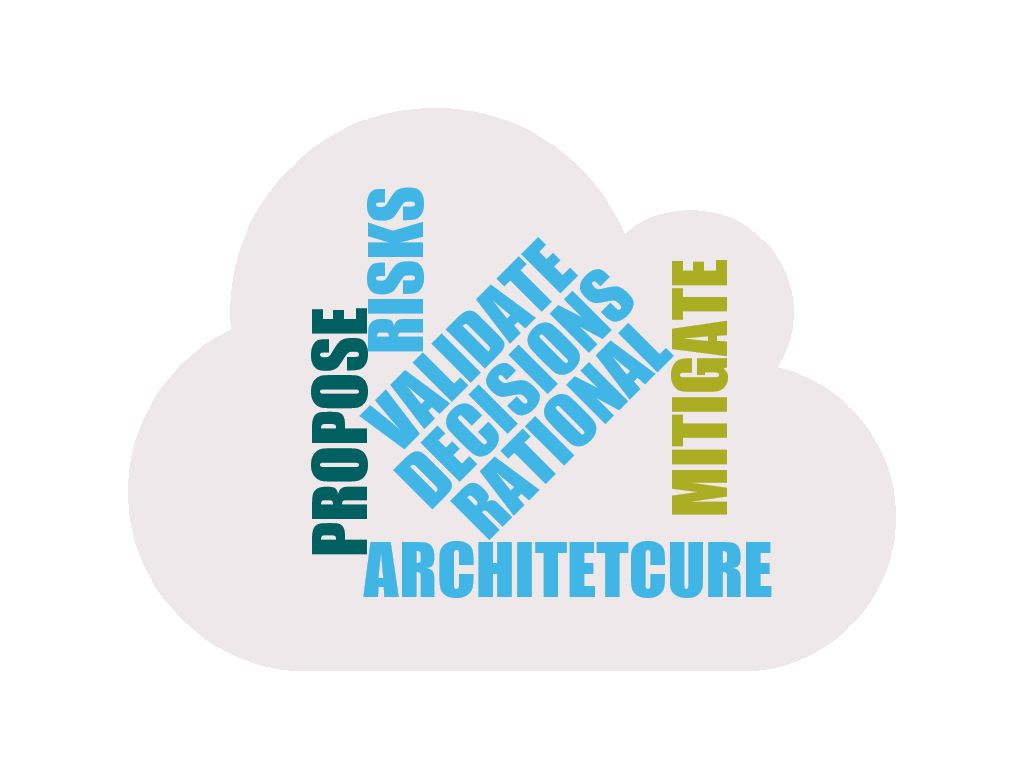 RISKS
PROPOSE
VALIDATE
DECISIONS
RATIONAL
MITIGATE
ARCHITETCURE